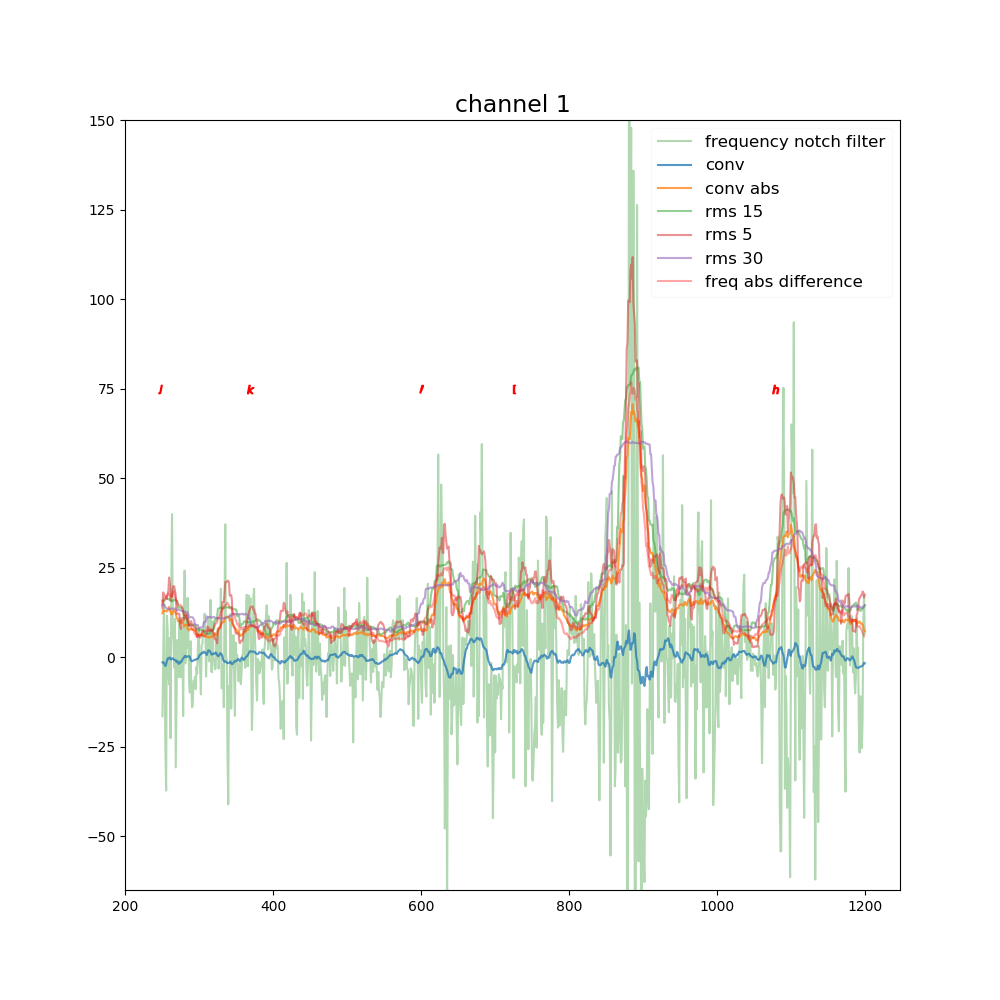 channel 1
150
125
100
75
50
25
0
−25
−50
frequency notch filter
conv
conv abs
rms 15
rms 5
rms 30
freq abs difference
k
h
200 400 600 800 1000 1200